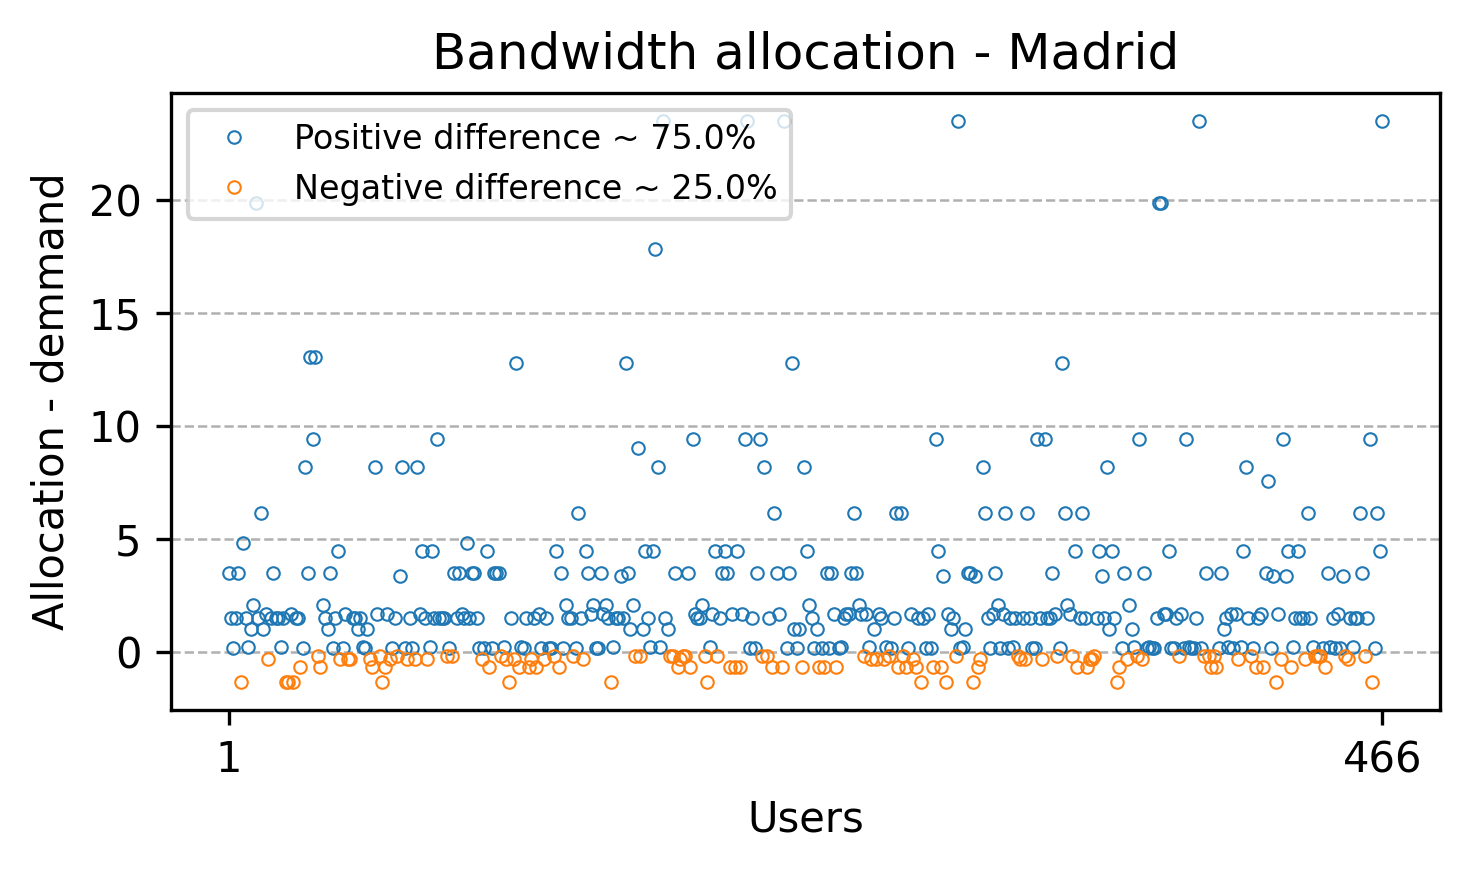 Bandwidth allocation - Madrid
Positive difference ~ 75.0%
Negative difference ~ 25.0%
Allocation - demmand
20
15
10
5
0
1
466
Users